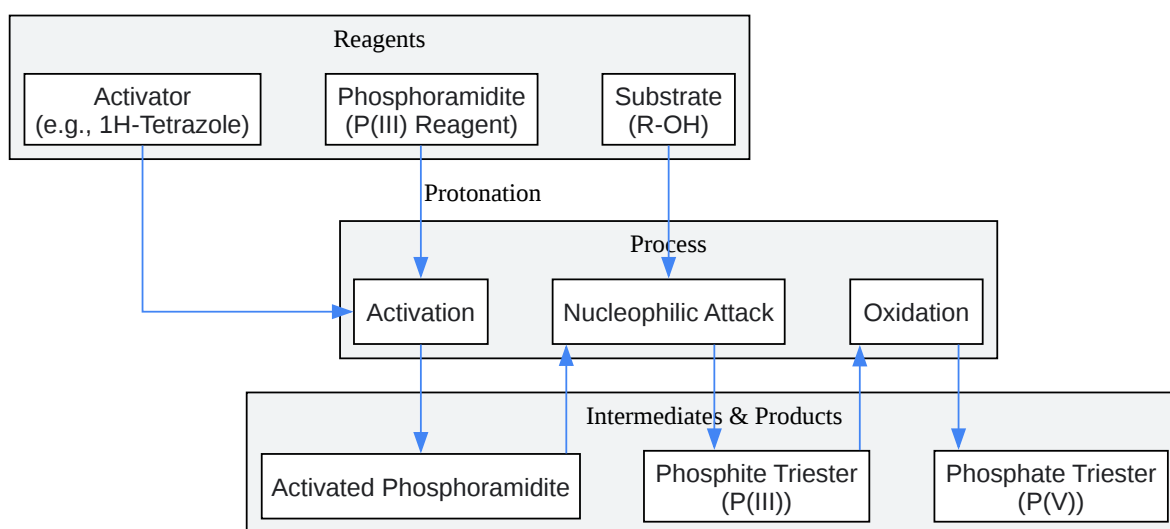 Reagents
Activator
(e.g., 1H-Tetrazole)
Phosphoramidite
(P(III) Reagent)
Substrate
(R-OH)
Protonation
Process
Activation
Nucleophilic Attack
Oxidation
Intermediates & Products
Activated Phosphoramidite
Phosphite Triester
(P(III))
Phosphate Triester
(P(V))